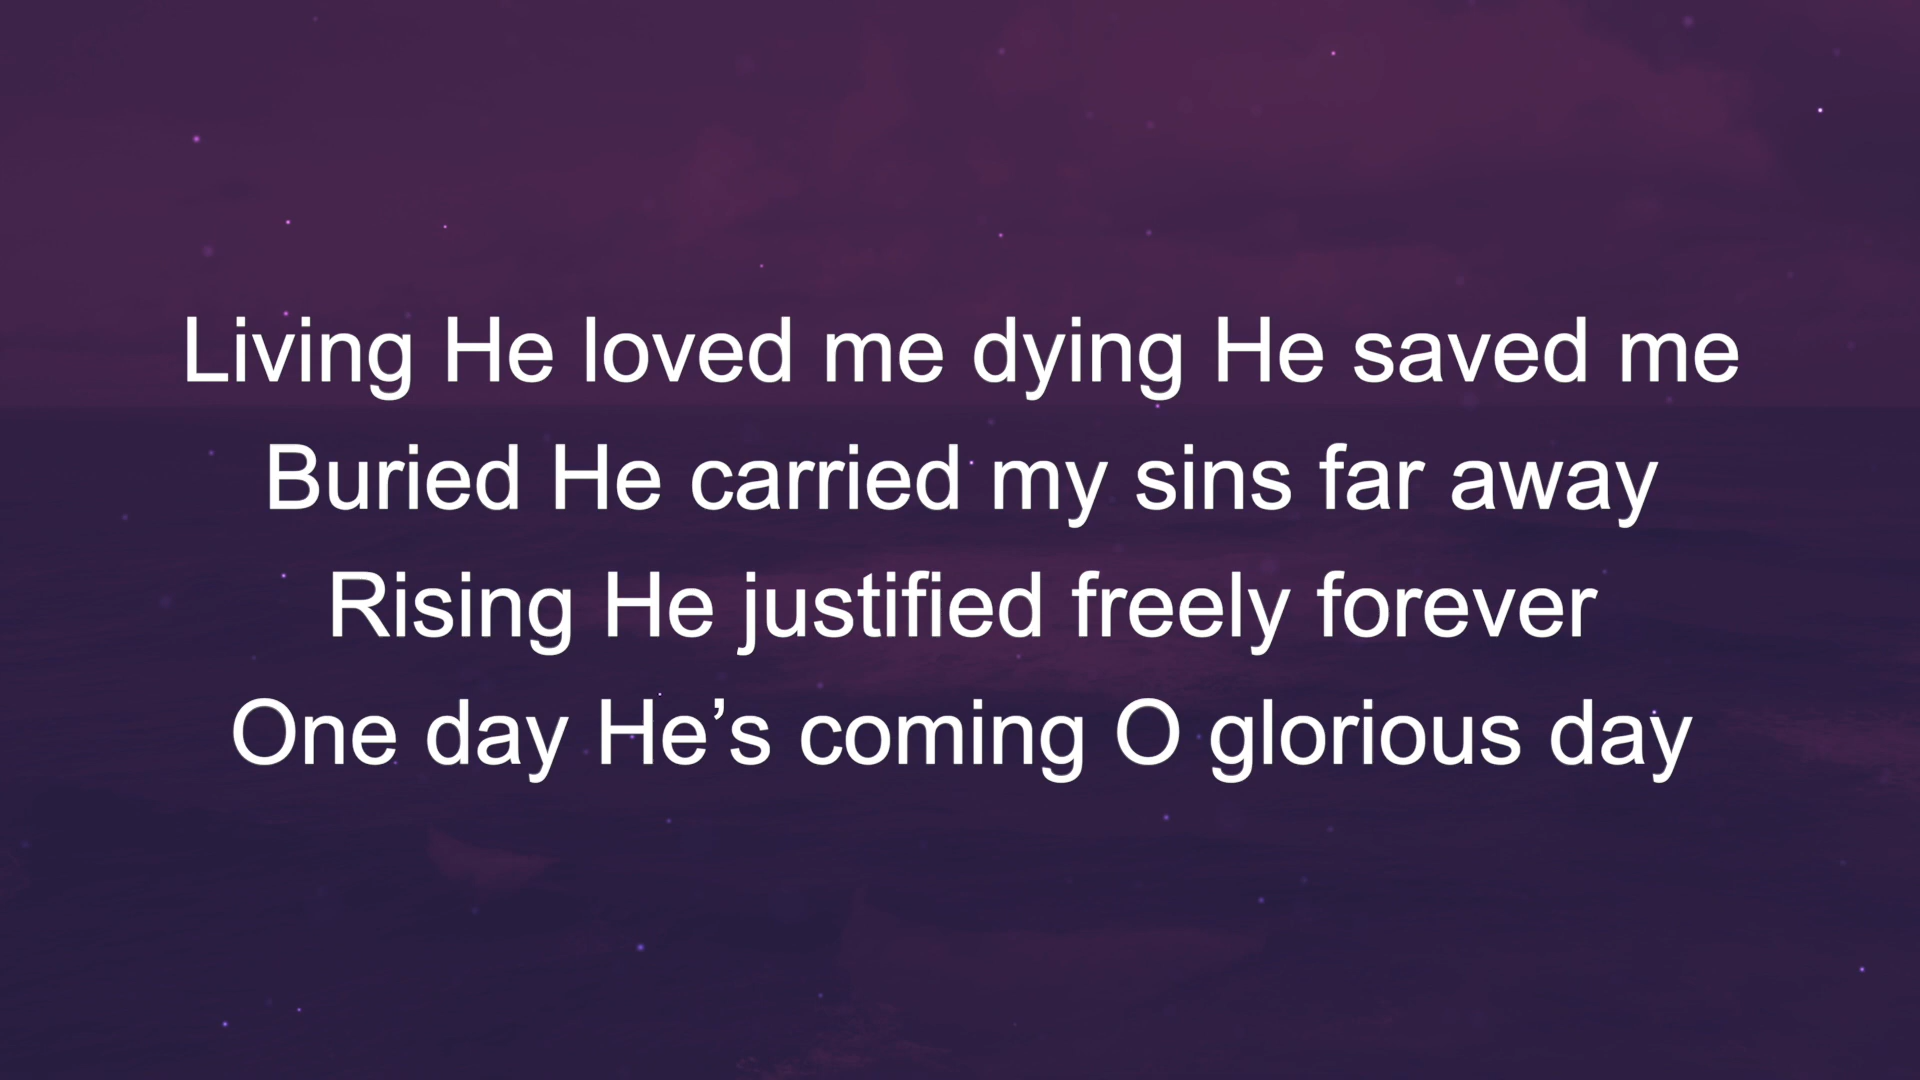 Living He loved me dying He saved me
Buried He carried my sins far away
Rising He justified freely forever
One day He’s coming O glorious day